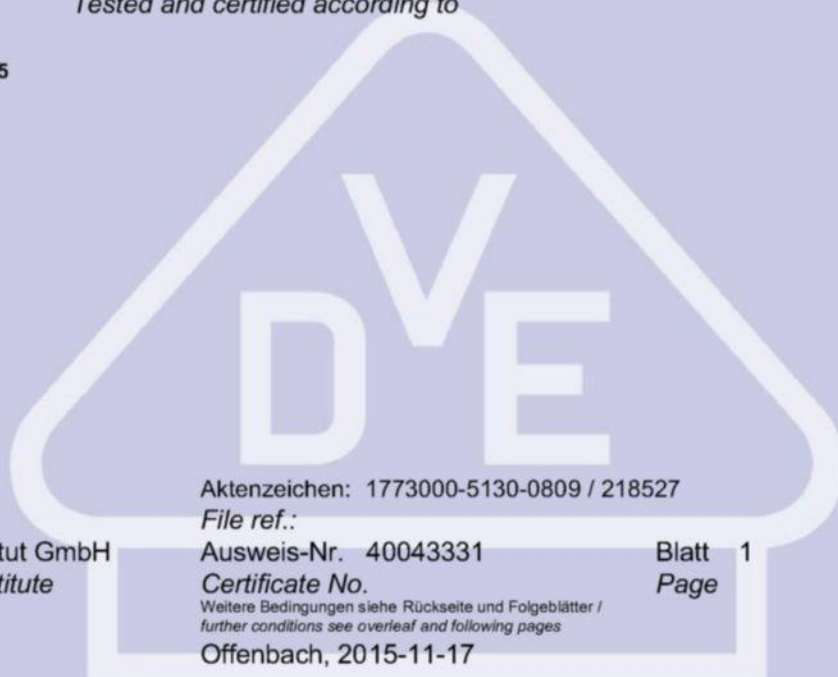 Tested and certified according to
5
V
D E
Aktenzeichen: 1773000-5130-0809 / 218527
File ref.:
tut GmbH Ausweis-Nr. 40043331 Blatt 1
titute Certificate No. Page
Weitere Bedingungen siehe Rückseite und Folgeblätter /
further conditions see overleaf and following pages
Offenbach, 2015-11-17